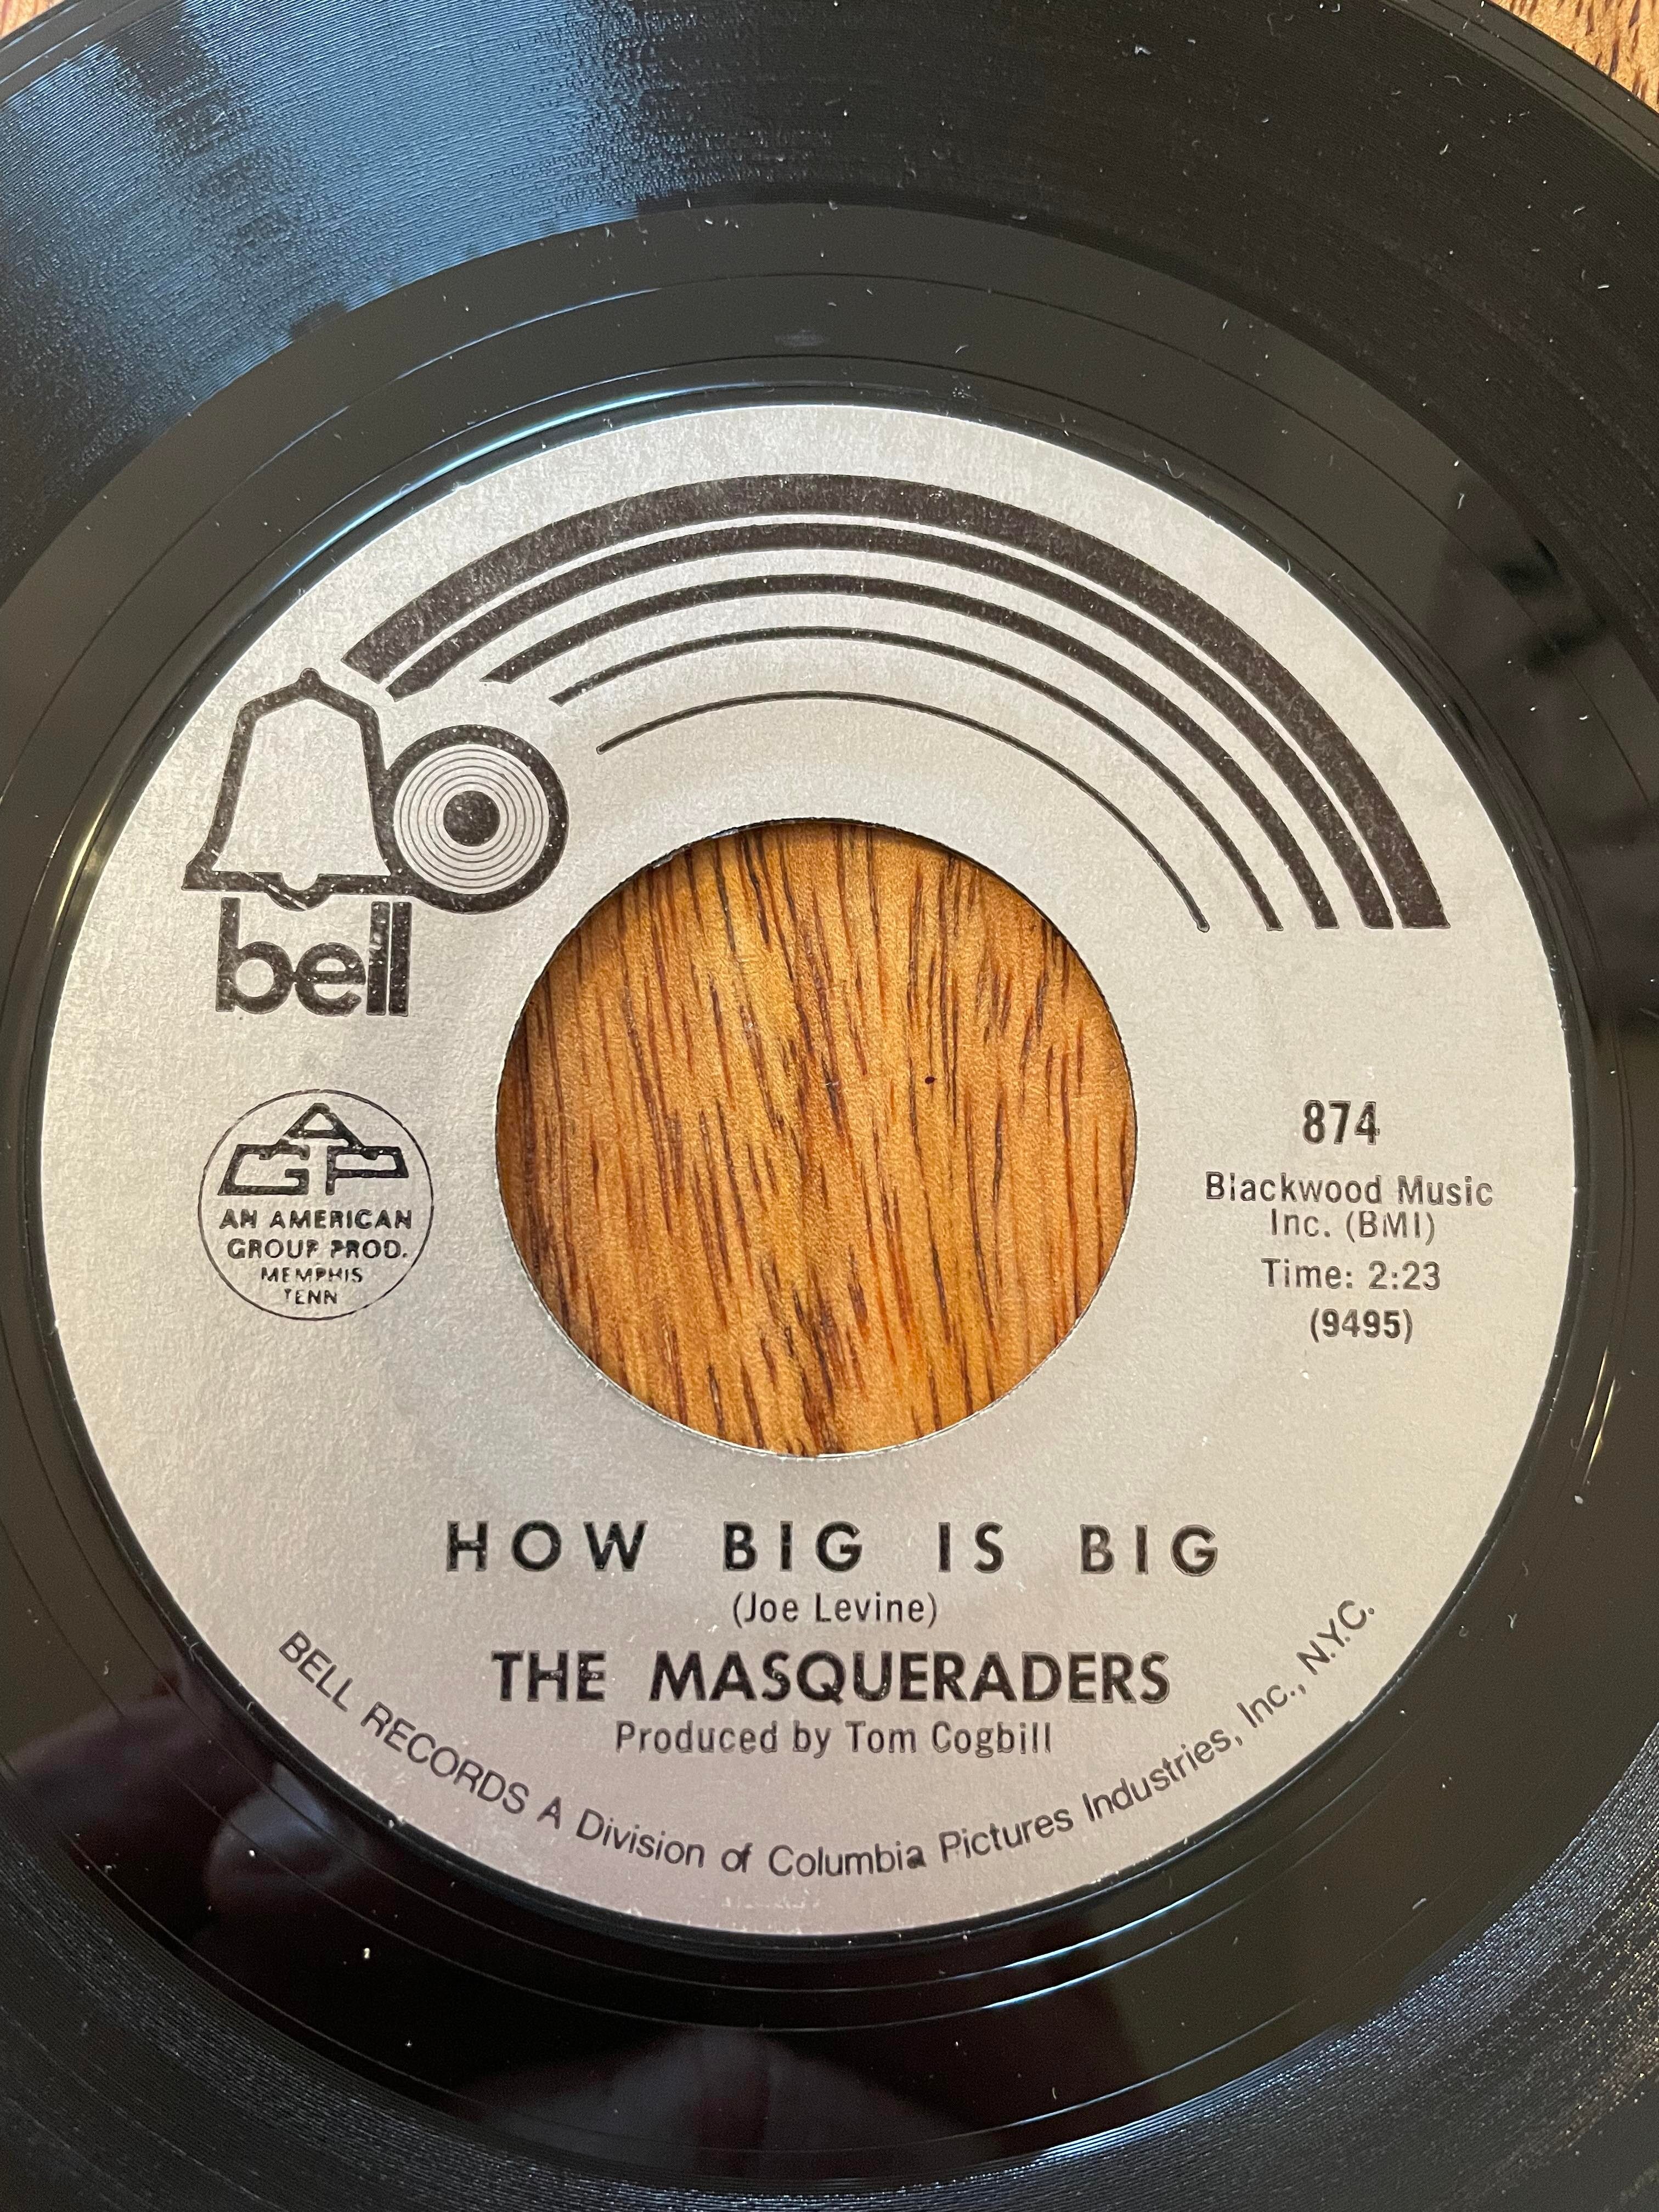 bell
AGP
AN AMERICAN
GROUP PROD.
MEMPHIS
TENN
874
Blackwood Music
Inc. (BMI)
Time: 2:23
(9495)
HOW BIG IS BIG
(Joe Levine)
THE MASQUERADERS
Produced by Tom Cogbill
BELL RECORDS A Division of Columbia Pictures Industries, Inc., N.Y.C.